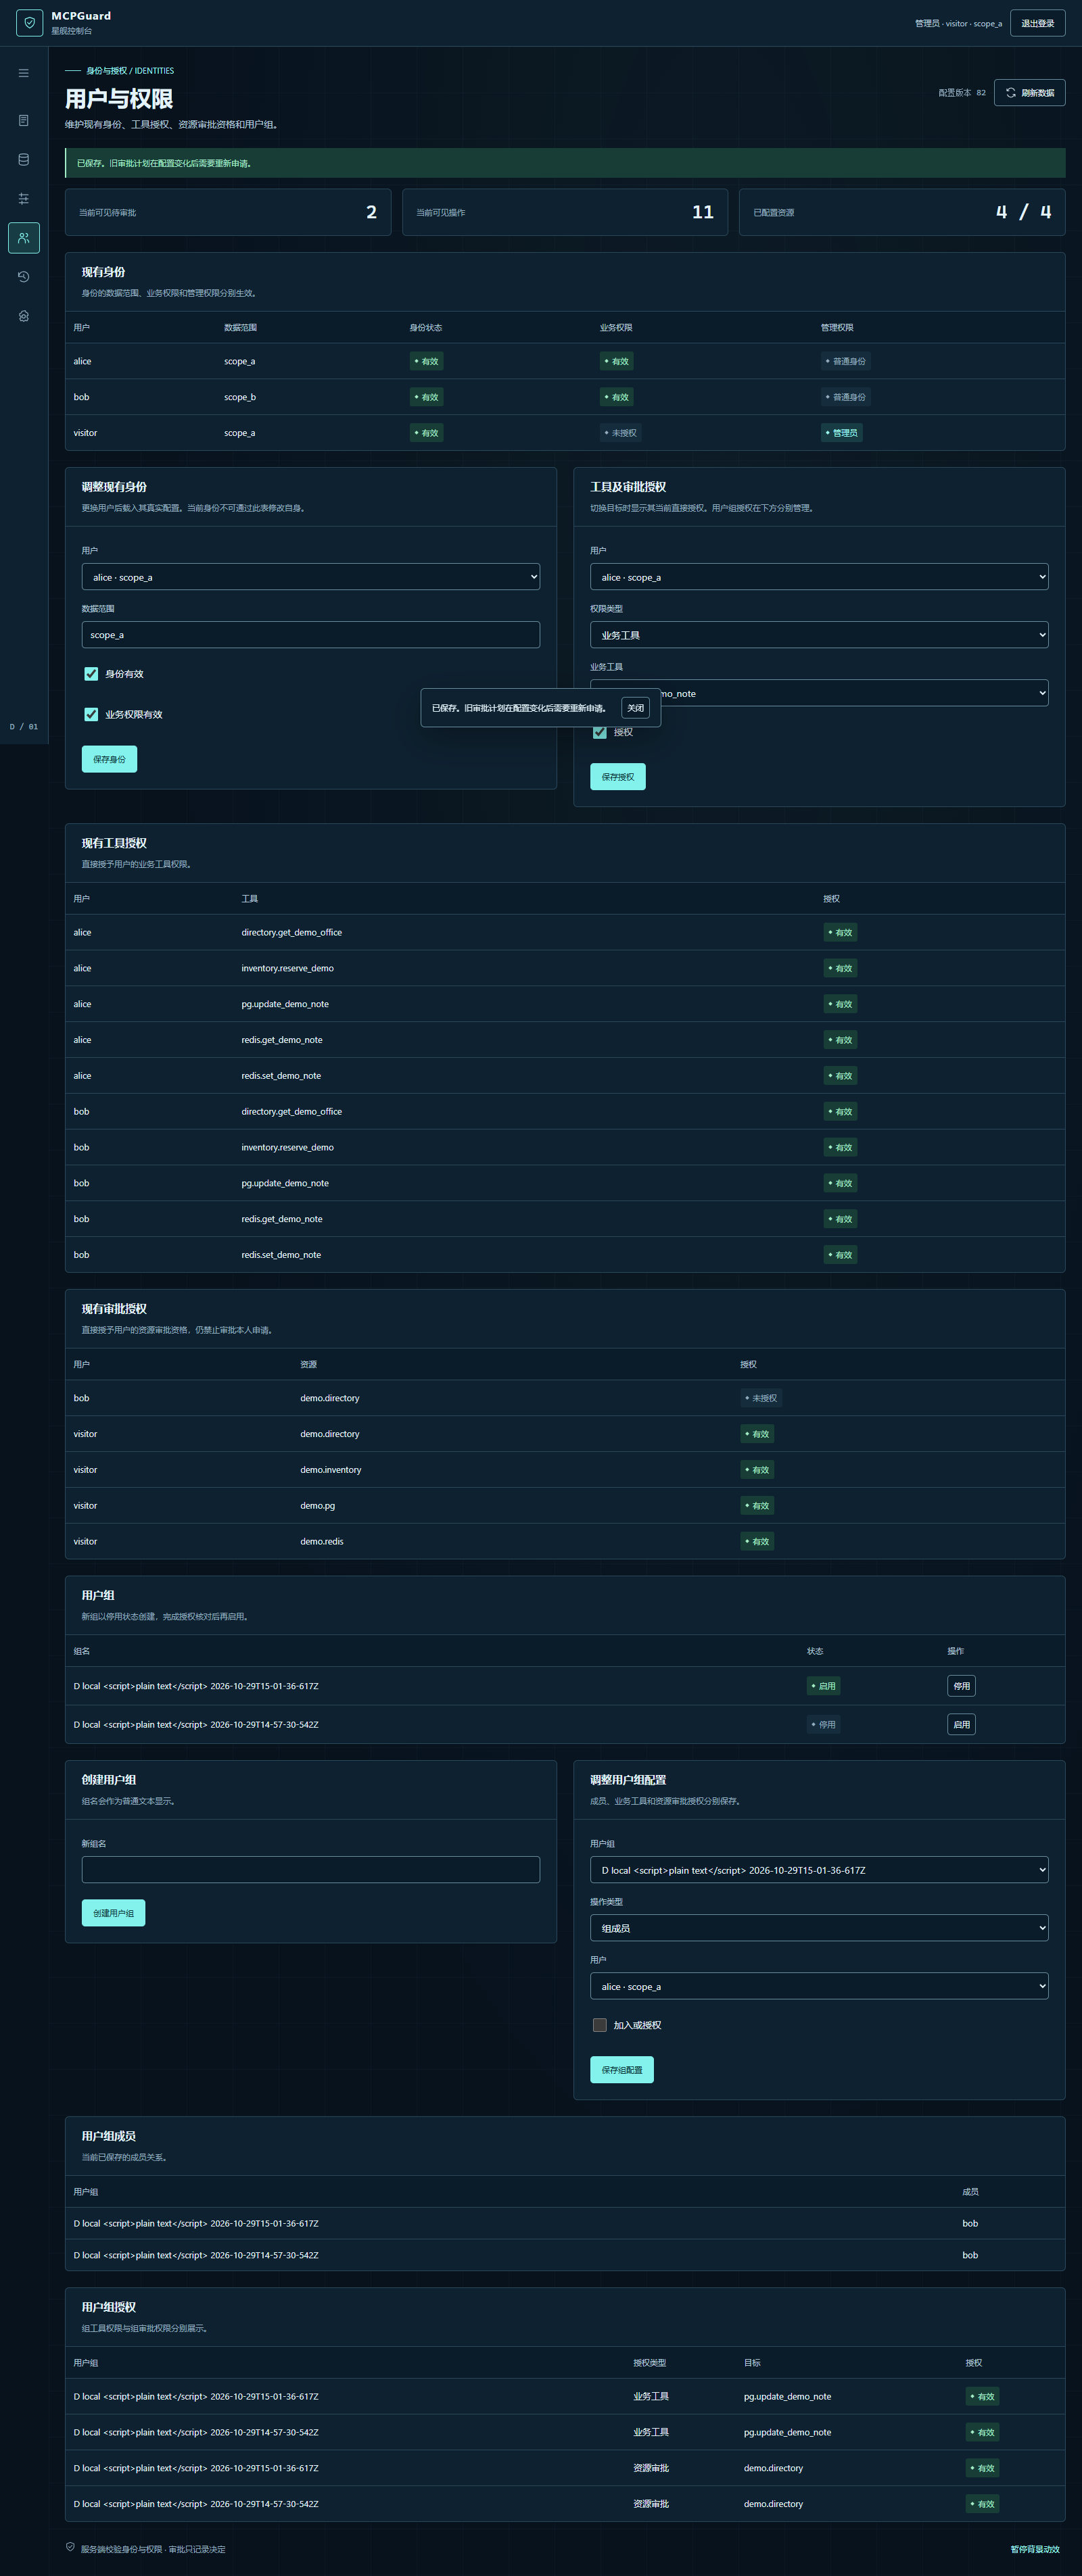 MCPGuard
星舰控制台
管理员 · visitor · scope_a
退出登录
身份与授权 / IDENTITIES
用户与权限
维护现有身份、工具授权、资源审批资格和用户组。
配置版本 82
刷新数据
已保存。旧审批计划在配置变化后需要重新申请。
当前可见待审批 2
当前可见操作 11
已配置资源 4 / 4
现有身份
身份的数据范围、业务权限和管理权限分别生效。
用户 数据范围 身份状态 业务权限 管理权限
alice scope_a 有效 有效 普通身份
bob scope_b 有效 有效 普通身份
visitor scope_a 有效 未授权 管理员
调整现有身份
更换用户后载入其真实配置。当前身份不可通过此表修改自身。
用户
alice · scope_a
数据范围
scope_a
身份有效
业务权限有效
保存身份
工具及审批授权
切换目标时显示其当前直接授权。用户组授权在下方分别管理。
用户
alice · scope_a
权限类型
业务工具
业务工具
mo_note
授权
保存授权
已保存。旧审批计划在配置变化后需要重新申请。
关闭
D / 01
现有工具授权
直接授予用户的业务工具权限。
用户 工具 授权
alice directory.get_demo_office 有效
alice inventory.reserve_demo 有效
alice pg.update_demo_note 有效
alice redis.get_demo_note 有效
alice redis.set_demo_note 有效
bob directory.get_demo_office 有效
bob inventory.reserve_demo 有效
bob pg.update_demo_note 有效
bob redis.get_demo_note 有效
bob redis.set_demo_note 有效
现有审批授权
直接授予用户的资源审批资格，仍禁止审批本人申请。
用户 资源 授权
bob demo.directory 未授权
visitor demo.directory 有效
visitor demo.inventory 有效
visitor demo.pg 有效
visitor demo.redis 有效
用户组
新组以停用状态创建，完成授权核对后再启用。
组名 状态 操作
D local <script>plain text</script> 2026-10-29T15-01-36-617Z 启用 停用
D local <script>plain text</script> 2026-10-29T14-57-30-542Z 停用 启用
创建用户组
组名会作为普通文本显示。
新组名
创建用户组
调整用户组配置
成员、业务工具和资源审批授权分别保存。
用户组
D local <script>plain text</script> 2026-10-29T15-01-36-617Z
操作类型
组成员
用户
alice · scope_a
加入或授权
保存组配置
用户组成员
当前已保存的成员关系。
用户组 成员
D local <script>plain text</script> 2026-10-29T15-01-36-617Z bob
D local <script>plain text</script> 2026-10-29T14-57-30-542Z bob
用户组授权
组工具权限与组审批权限分别展示。
用户组 授权类型 目标 授权
D local <script>plain text</script> 2026-10-29T15-01-36-617Z 业务工具 pg.update_demo_note 有效
D local <script>plain text</script> 2026-10-29T14-57-30-542Z 业务工具 pg.update_demo_note 有效
D local <script>plain text</script> 2026-10-29T15-01-36-617Z 资源审批 demo.directory 有效
D local <script>plain text</script> 2026-10-29T14-57-30-542Z 资源审批 demo.directory 有效
服务端校验身份与权限 · 审批只记录决定
暂停背景动效